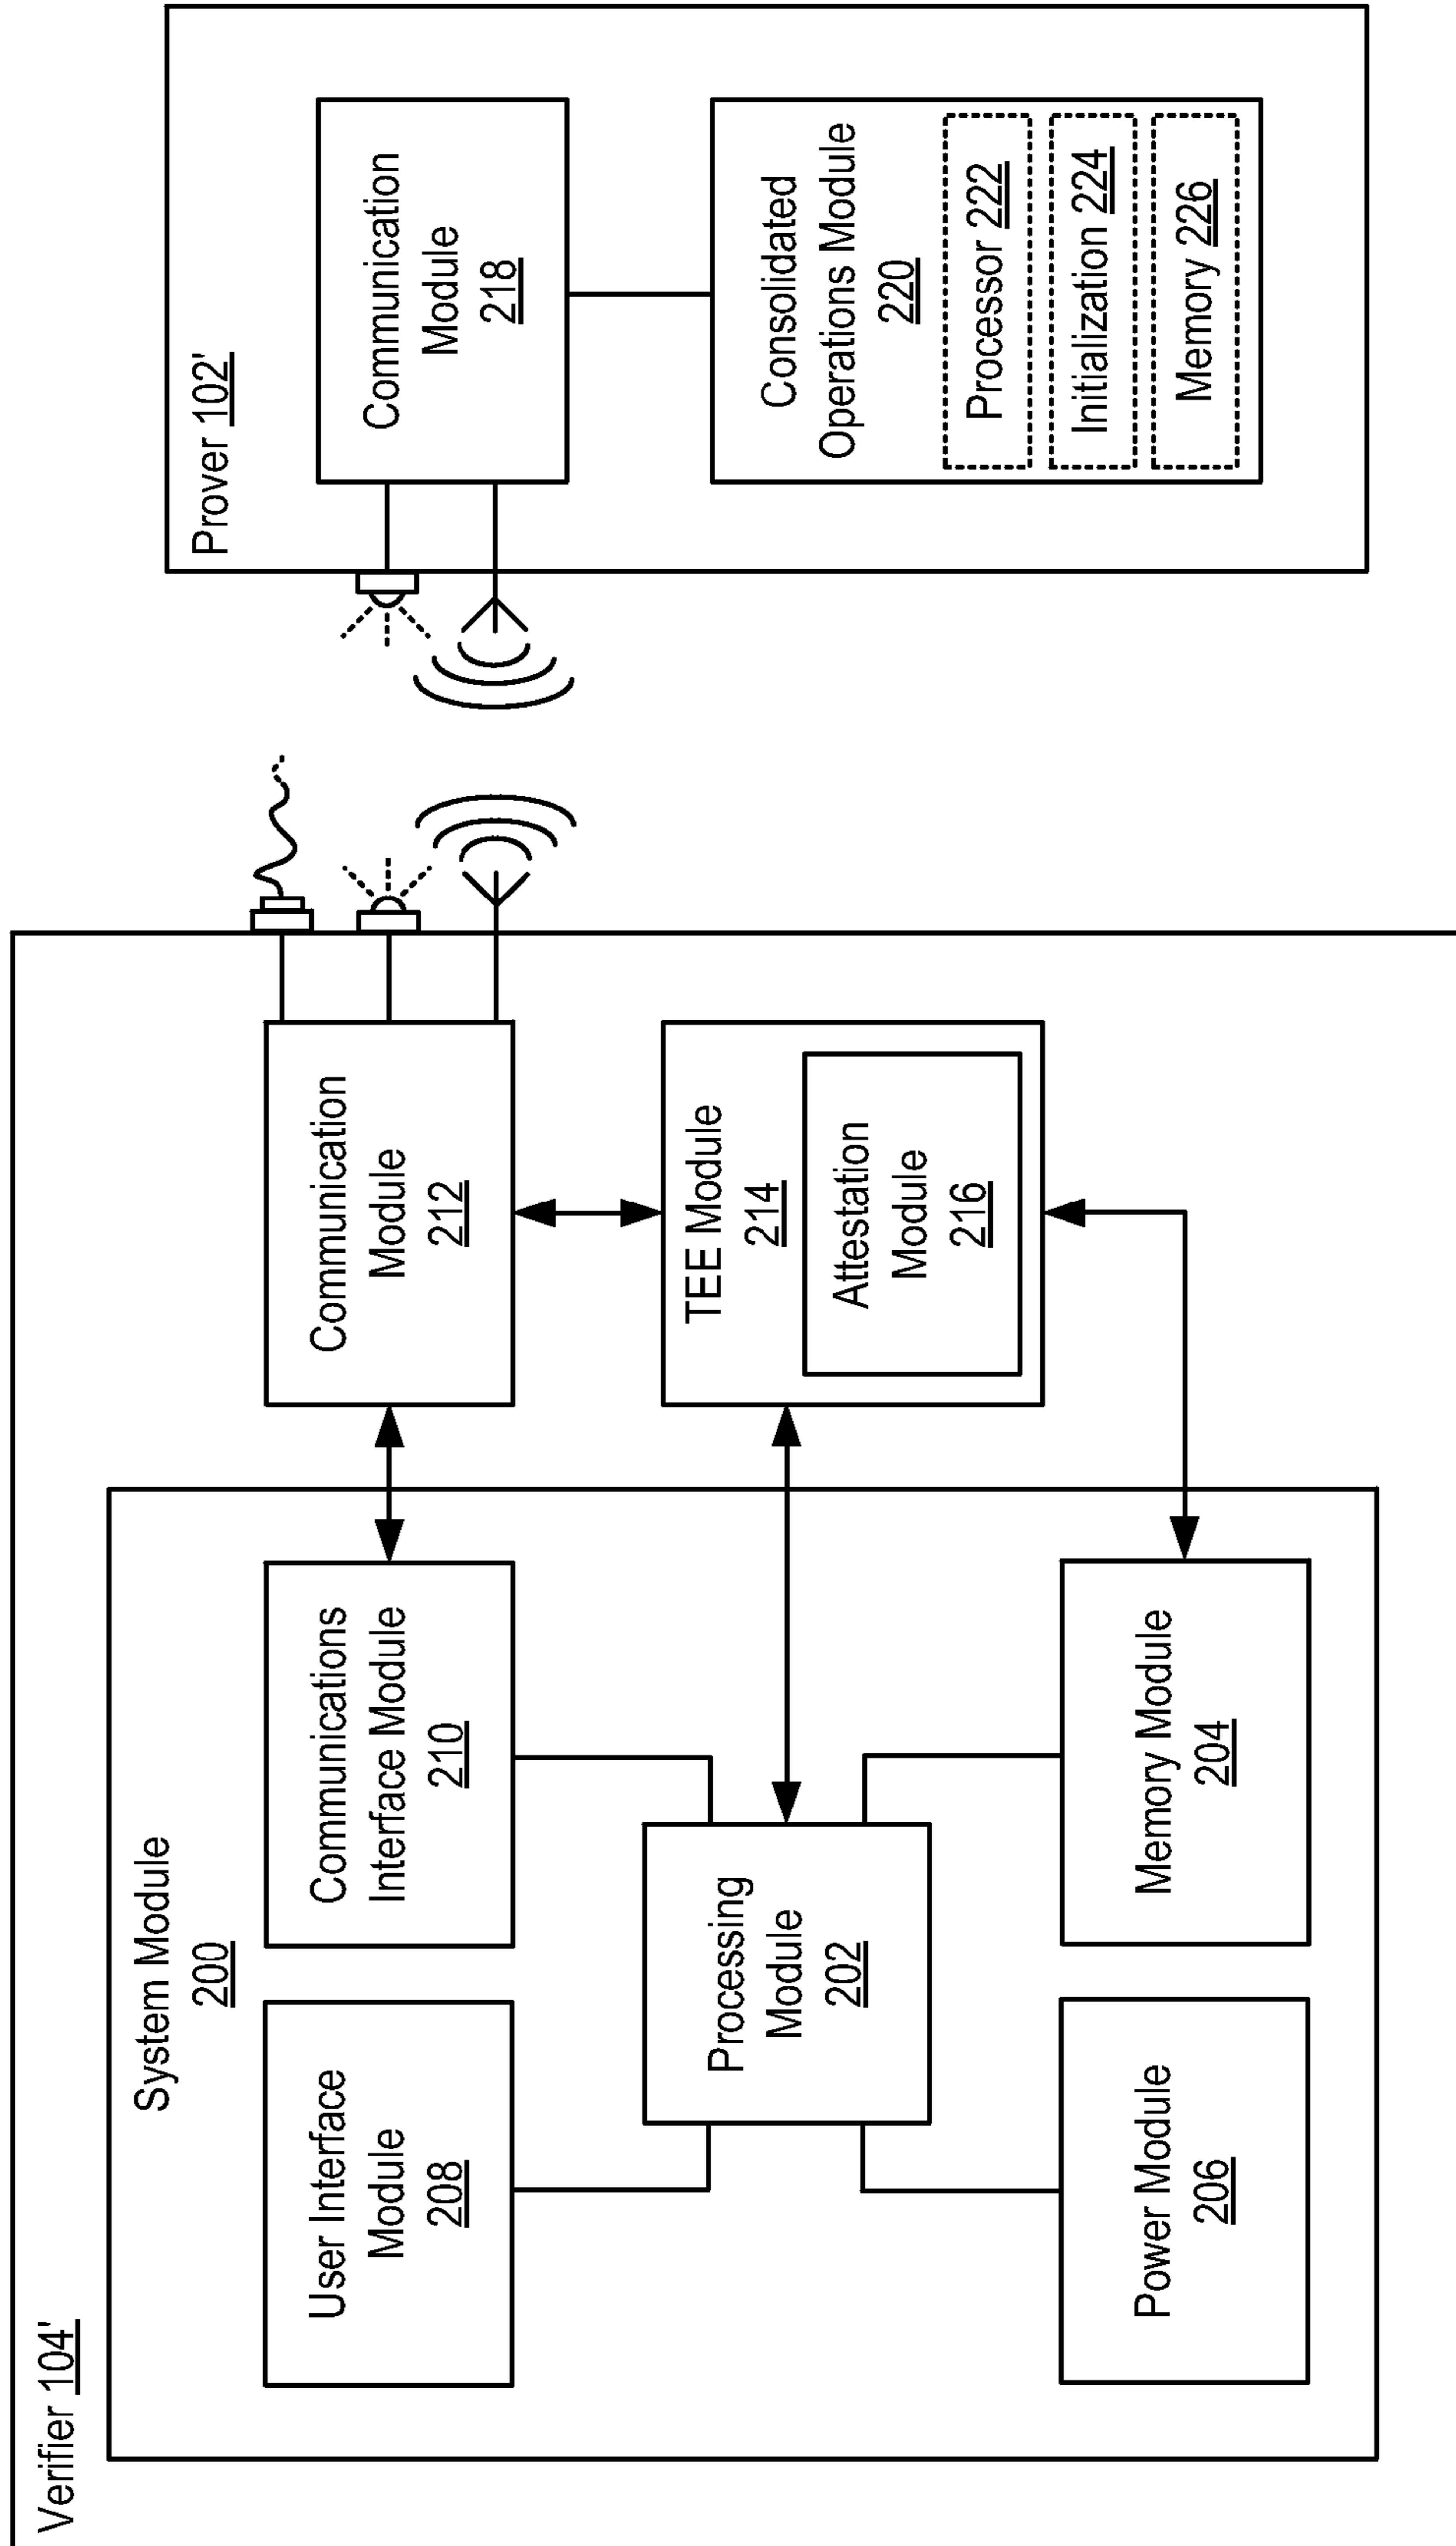 Verifier 104'
System Module
200
User Interface
Module
208
Communications
Interface Module
210
Processing
Module
202
Power Module
206
Memory Module
204
Communication
Module
212
TEE Module
214
Attestation
Module
216
Prover 102'
Communication
Module
218
Consolidated
Operations Module
220
Processor 222
Initialization 224
Memory 226